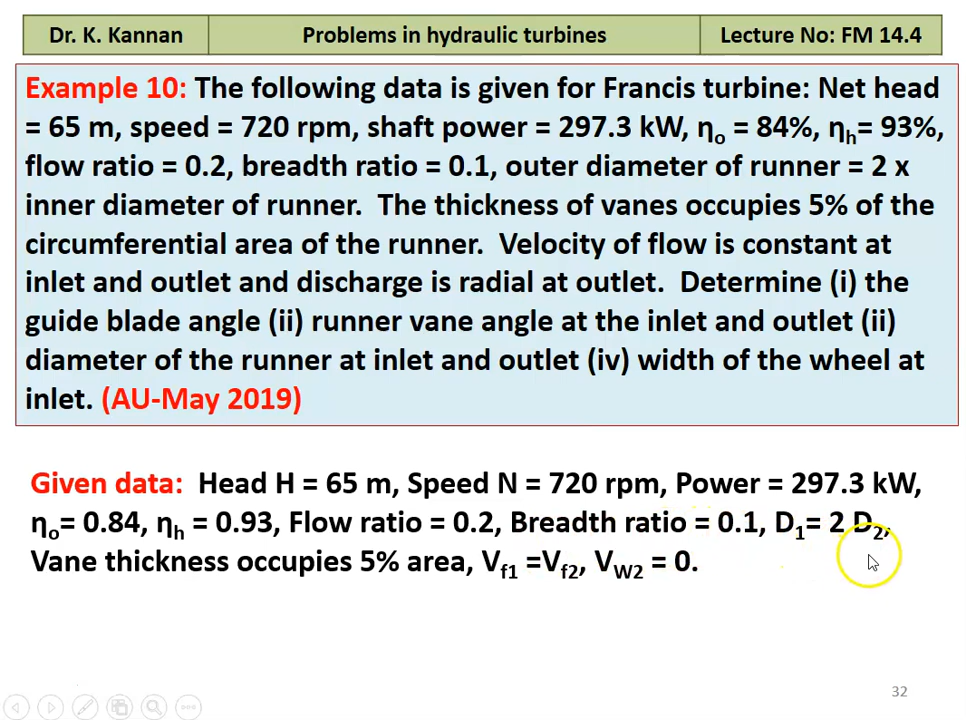 Dr. K. Kannan
Problems in hydraulic turbines
Lecture No: FM 14.4
Example 10: The following data is given for Francis turbine: Net head
= 65 m, speed = 720 rpm, shaft power = 297.3 kW, ηo = 84%, ηh= 93%,
flow ratio = 0.2, breadth ratio = 0.1, outer diameter of runner = 2 x
inner diameter of runner. The thickness of vanes occupies 5% of the
circumferential area of the runner. Velocity of flow is constant at
inlet and outlet and discharge is radial at outlet. Determine (i) the
guide blade angle (ii) runner vane angle at the inlet and outlet (ii)
diameter of the runner at inlet and outlet (iv) width of the wheel at
inlet. (AU-May 2019)
Given data: Head H = 65 m, Speed N = 720 rpm, Power = 297.3 kW,
ηo= 0.84, ηh = 0.93, Flow ratio = 0.2, Breadth ratio = 0.1, D1= 2 D2,
Vane thickness occupies 5% area, Vf1 =Vf2, VW2 = 0.
32